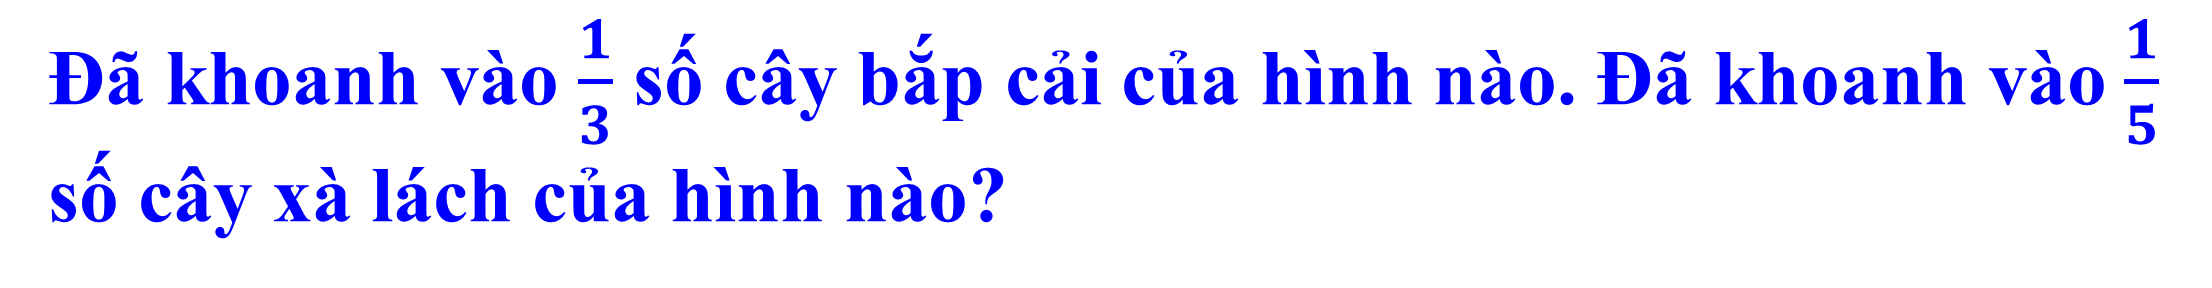 Đã khoanh vào 1/3 số cây bắp cải của hình nào. Đã khoanh vào 1/5
số cây xà lách của hình nào?